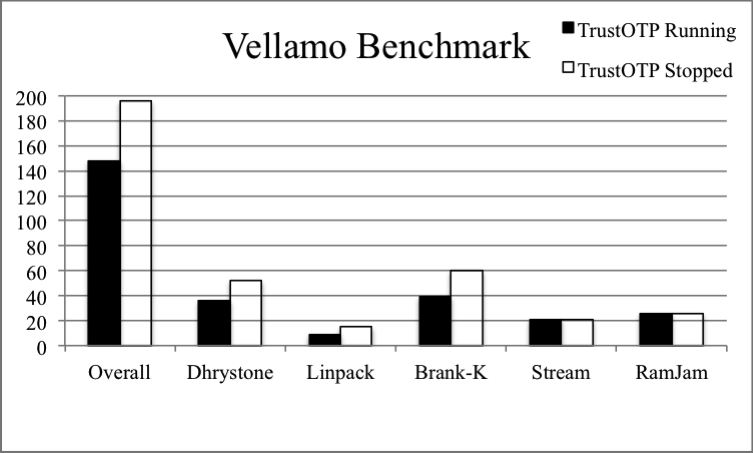 Vellamo Benchmark
TrustOTP Running
TrustOTP Stopped
200
180
160
140
120
100
80
60
40
20
0
Overall Dhrystone Linpack Brank-K Stream RamJam